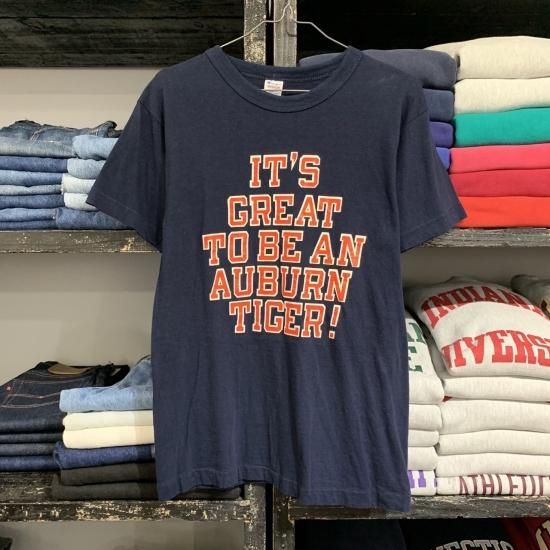 IT'S
GREAT
TO BE AN
AUBURN
TIGER!
INDIANA